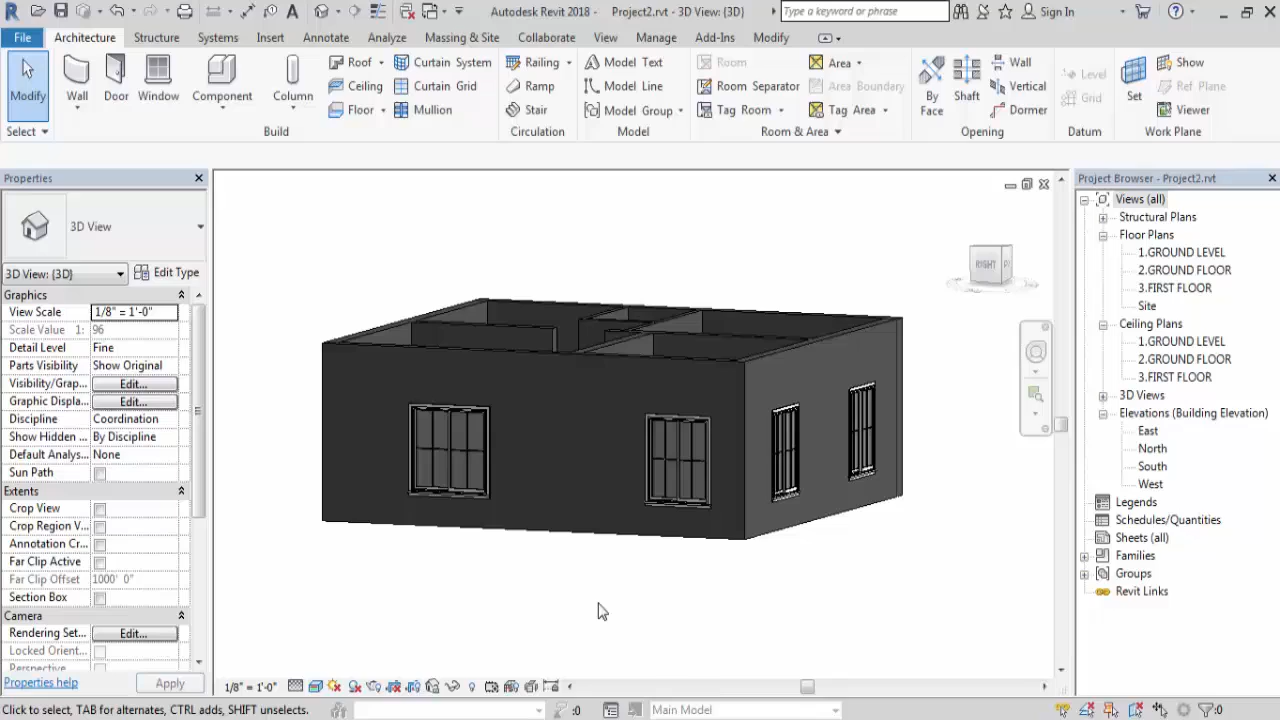 Autodesk Revit 2018 - Project2.rvt - 3D View: {3D}
Type a keyword or phrase
Sign In
File Architecture Structure Systems Insert Annotate Analyze Massing & Site Collaborate View Manage Add-Ins Modify
Modify
Wall
Door
Window
Component
Column
Roof
Ceiling
Floor
Curtain System
Curtain Grid
Mullion
Railing
Ramp
Stair
Model Text
Model Line
Model Group
Room
Room Separator
Tag Room
Area
Area Boundary
Tag Area
By
Face
Shaft
Wall
Vertical
Dormer
Level
Grid
Set
Show
Ref Plane
Viewer
Select Build Circulation Model Room & Area Opening Datum Work Plane
Properties
3D View
3D View: {3D} Edit Type
Graphics
View Scale 1/8" = 1'-0"
Scale Value 1: 96
Detail Level Fine
Parts Visibility Show Original
Visibility/Grap... Edit...
Graphic Displa... Edit...
Discipline Coordination
Show Hidden ... By Discipline
Default Analys... None
Sun Path
Extents
Crop View
Crop Region V...
Annotation Cr...
Far Clip Active
Far Clip Offset 1000' 0"
Section Box
Camera
Rendering Set... Edit...
Locked Orient...
Perspective
Properties help Apply
RIGHT
1/8" = 1'-0"
Project Browser - Project2.rvt
Views (all)
Structural Plans
Floor Plans
1.GROUND LEVEL
2.GROUND FLOOR
3.FIRST FLOOR
Site
Ceiling Plans
1.GROUND LEVEL
2.GROUND FLOOR
3.FIRST FLOOR
3D Views
Elevations (Building Elevation)
East
North
South
West
Legends
Schedules/Quantities
Sheets (all)
Families
Groups
Revit Links
Click to select, TAB for alternates, CTRL adds, SHIFT unselects. :0 Main Model :0